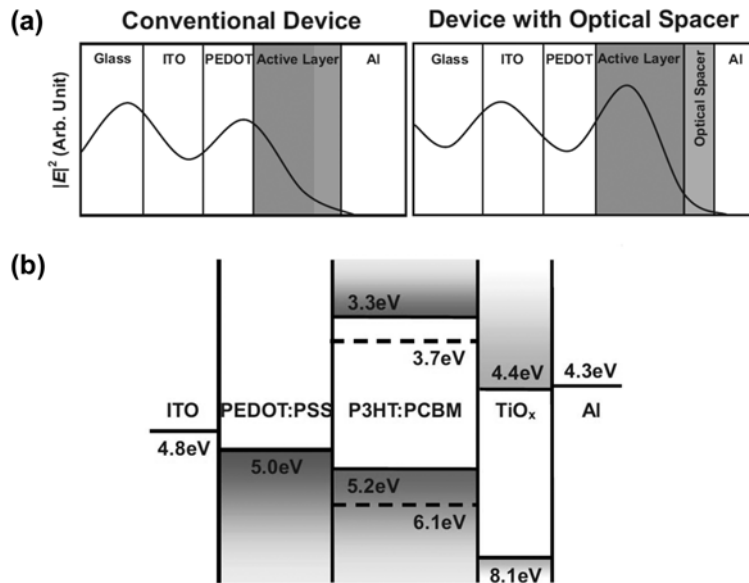 (a)
Conventional Device
Device with Optical Spacer
|E|² (Arb. Unit)
Glass ITO PEDOT Active Layer Al
Glass ITO PEDOT Active Layer Optical Spacer Al
(b)
3.3eV
3.7eV
4.4eV 4.3eV
ITO PEDOT:PSS P3HT:PCBM TiOₓ Al
4.8eV 5.0eV
5.2eV
6.1eV
8.1eV